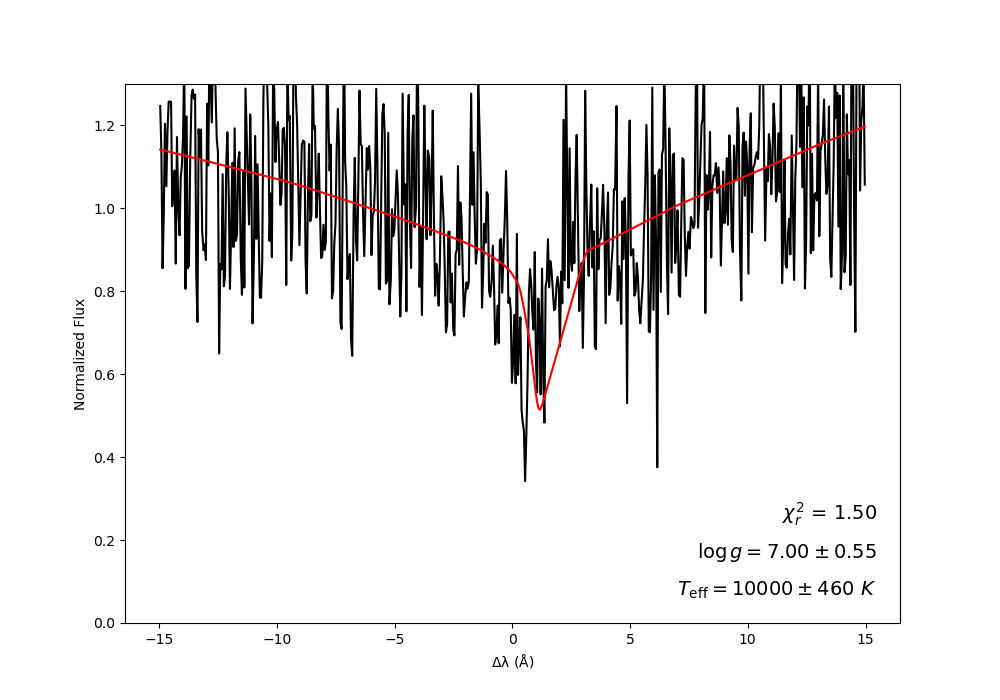 1.2
1.0
0.8
0.6
0.4
0.2
0.0
Normalized Flux
χ²ᵣ = 1.50
log g = 7.00 ± 0.55
T_eff = 10000 ± 460 K
−15 −10 −5 0 5 10 15
Δλ (Å)